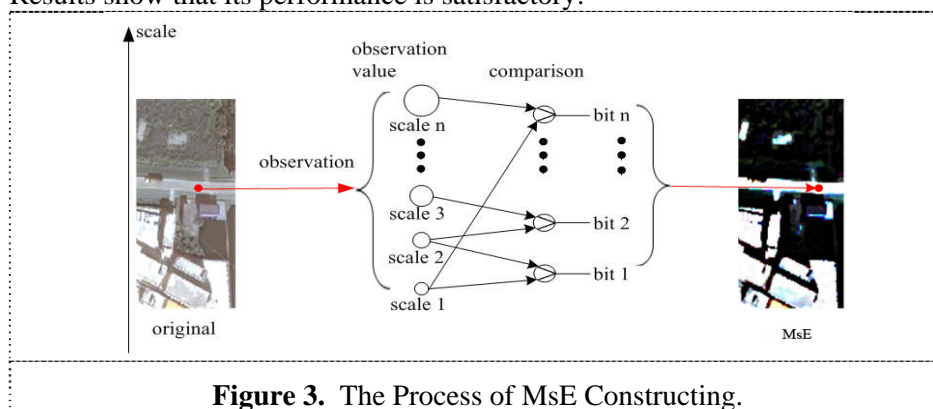 Results show that its performance is satisfactory.
scale
observation
value
comparison
scale n
bit n
observation
scale 3
bit 2
scale 2
bit 1
scale 1
original
MsE
Figure 3. The Process of MsE Constructing.